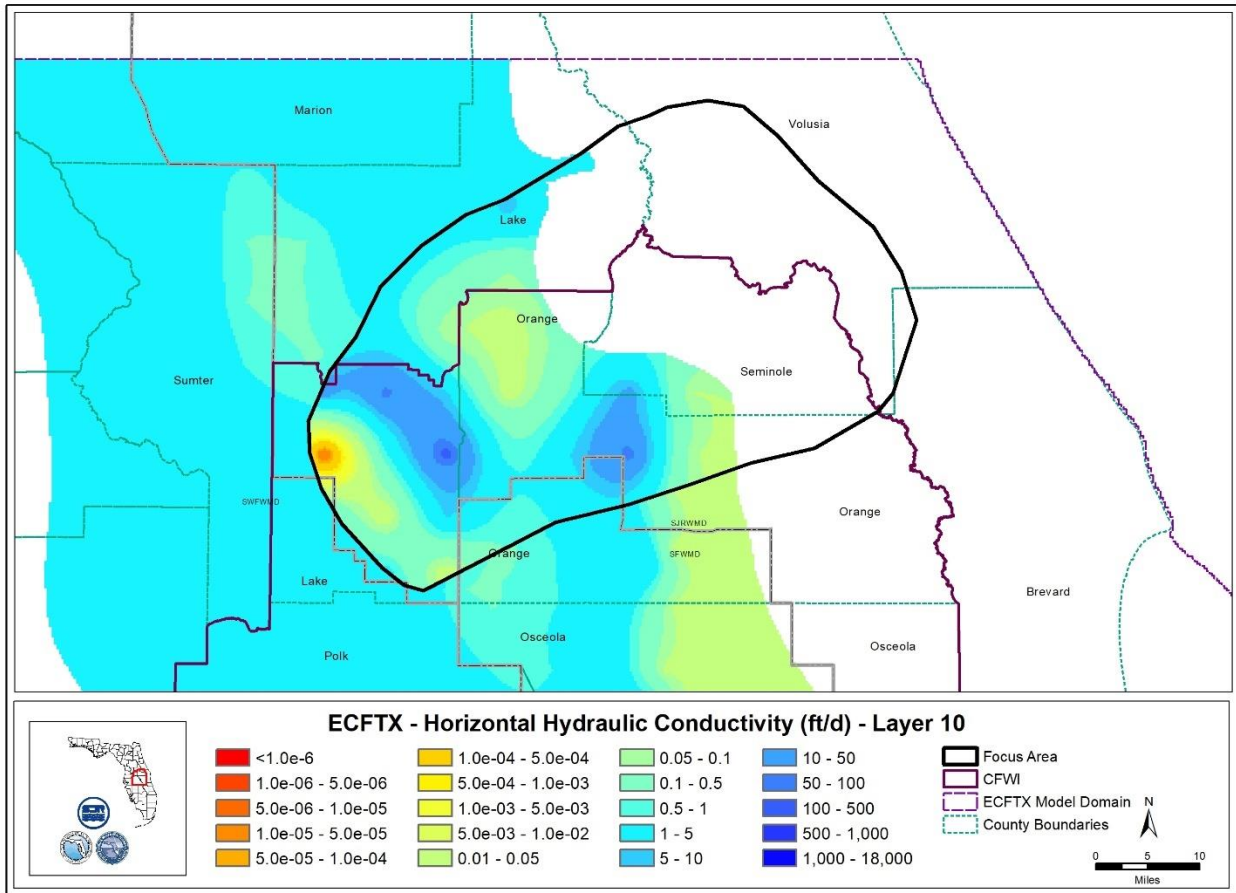 Marion
Volusia
Lake
Orange
Sumter
Seminole
SWFWMD
SJRWMD
Orange
Orange
SFWMD
Lake
Brevard
Osceola
Osceola
Polk
ECFTX - Horizontal Hydraulic Conductivity (ft/d) - Layer 10
<1.0e-6
1.0e-06 - 5.0e-06
5.0e-06 - 1.0e-05
1.0e-05 - 5.0e-05
5.0e-05 - 1.0e-04
1.0e-04 - 5.0e-04
5.0e-04 - 1.0e-03
1.0e-03 - 5.0e-03
5.0e-03 - 1.0e-02
0.01 - 0.05
0.05 - 0.1
0.1 - 0.5
0.5 - 1
1 - 5
5 - 10
10 - 50
50 - 100
100 - 500
500 - 1,000
1,000 - 18,000
Focus Area
CFWI
ECFTX Model Domain
County Boundaries
N
0 5 10
Miles